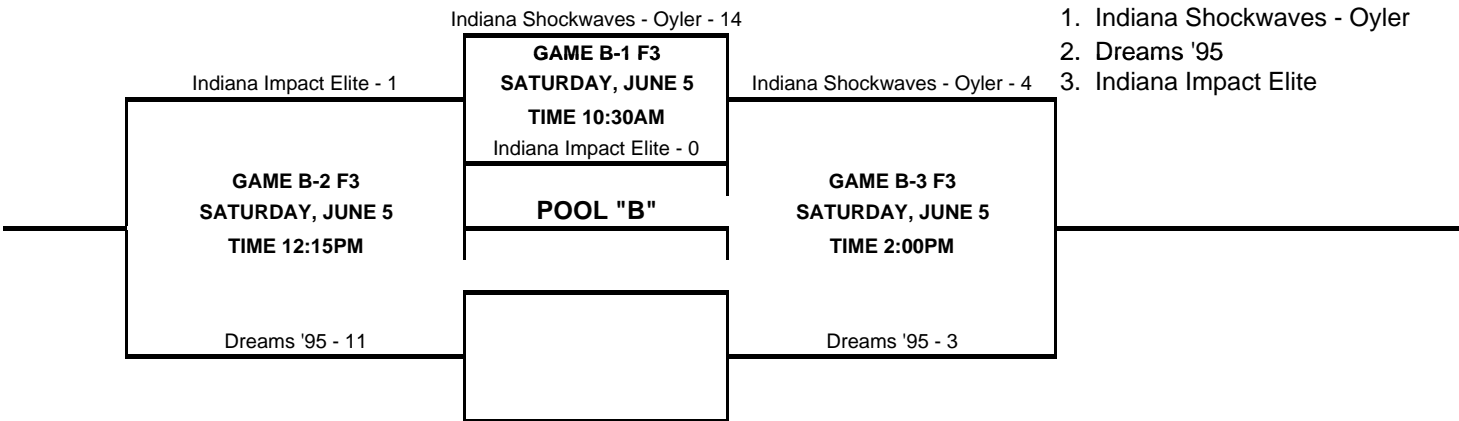 Indiana Shockwaves - Oyler - 14
1. Indiana Shockwaves - Oyler
GAME B-1 F3
2. Dreams '95
Indiana Impact Elite - 1
SATURDAY, JUNE 5
Indiana Shockwaves - Oyler - 4
3. Indiana Impact Elite
TIME 10:30AM
Indiana Impact Elite - 0
GAME B-2 F3
GAME B-3 F3
SATURDAY, JUNE 5
POOL "B"
SATURDAY, JUNE 5
TIME 12:15PM
TIME 2:00PM
Dreams '95 - 11
Dreams '95 - 3